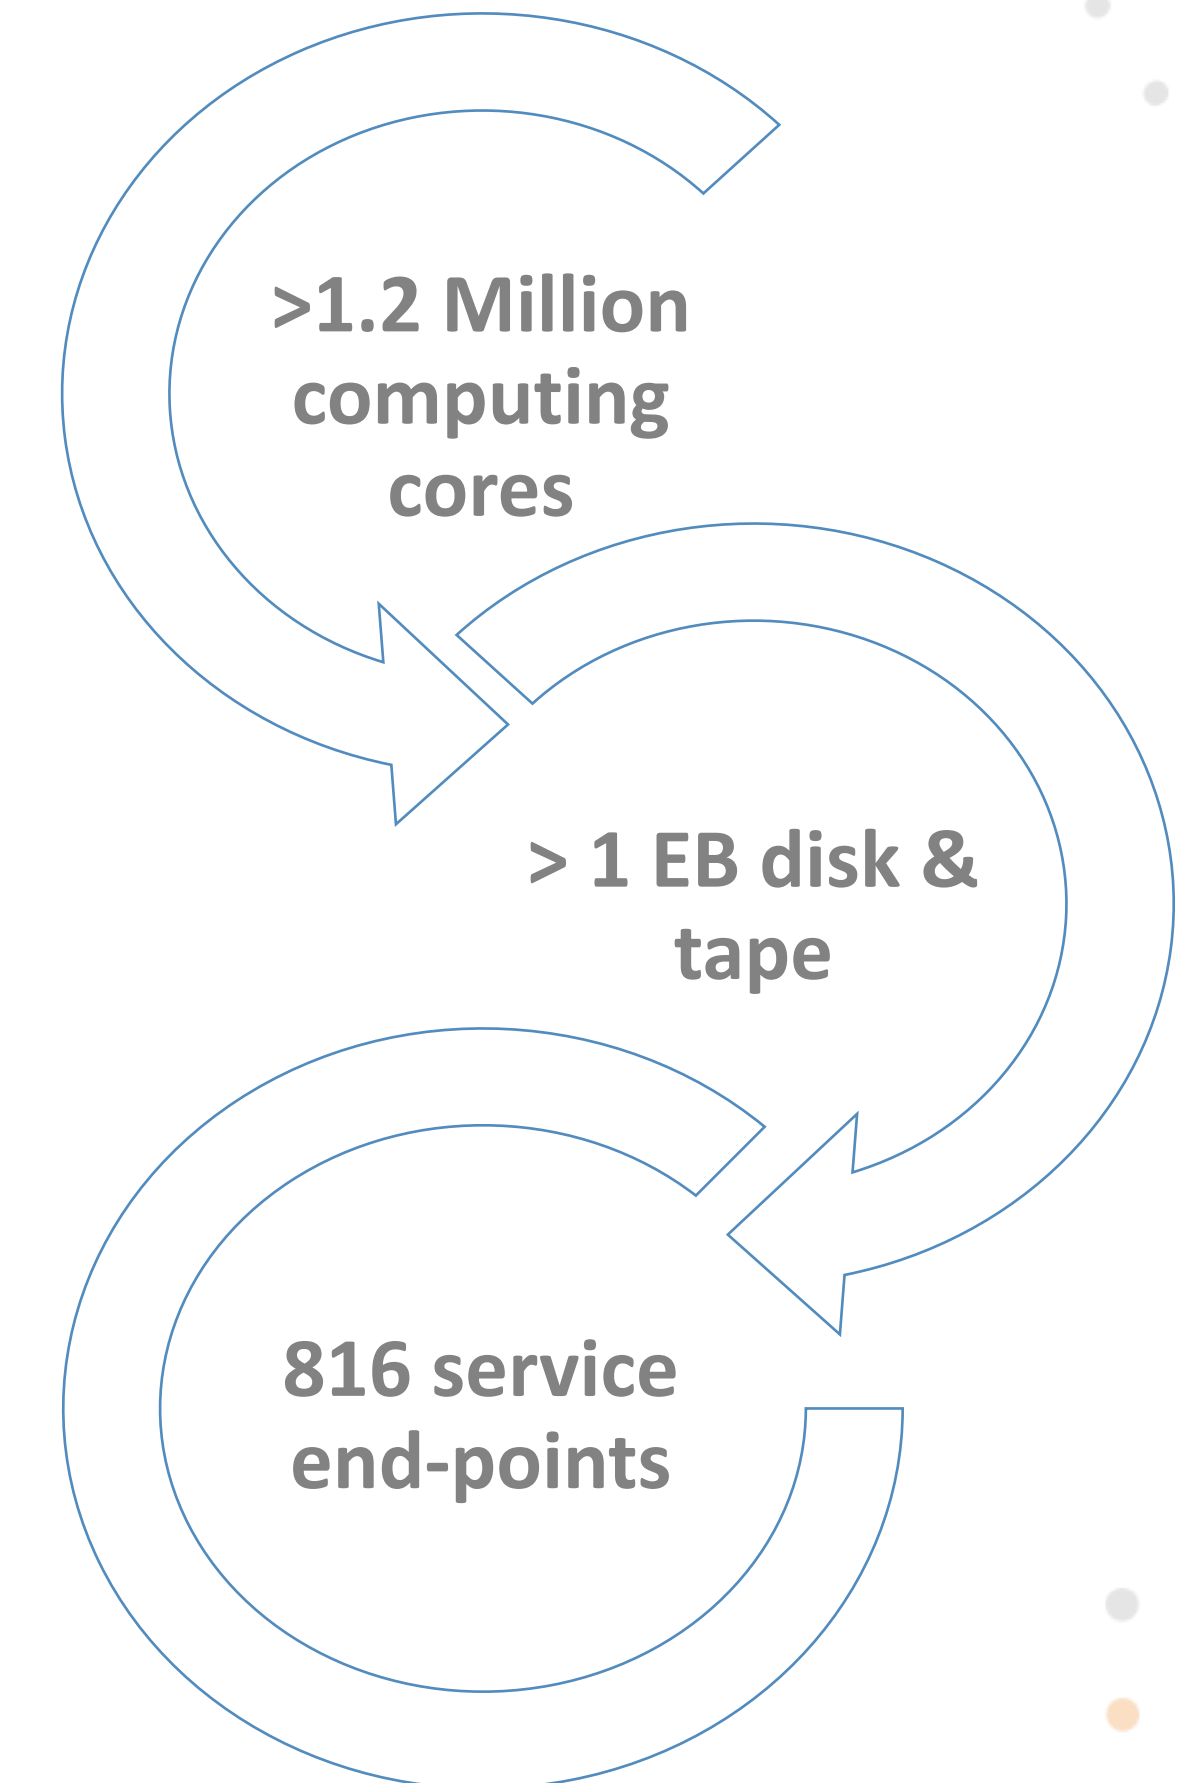 >1.2 Million
computing
cores
> 1 EB disk &
tape
816 service
end-points